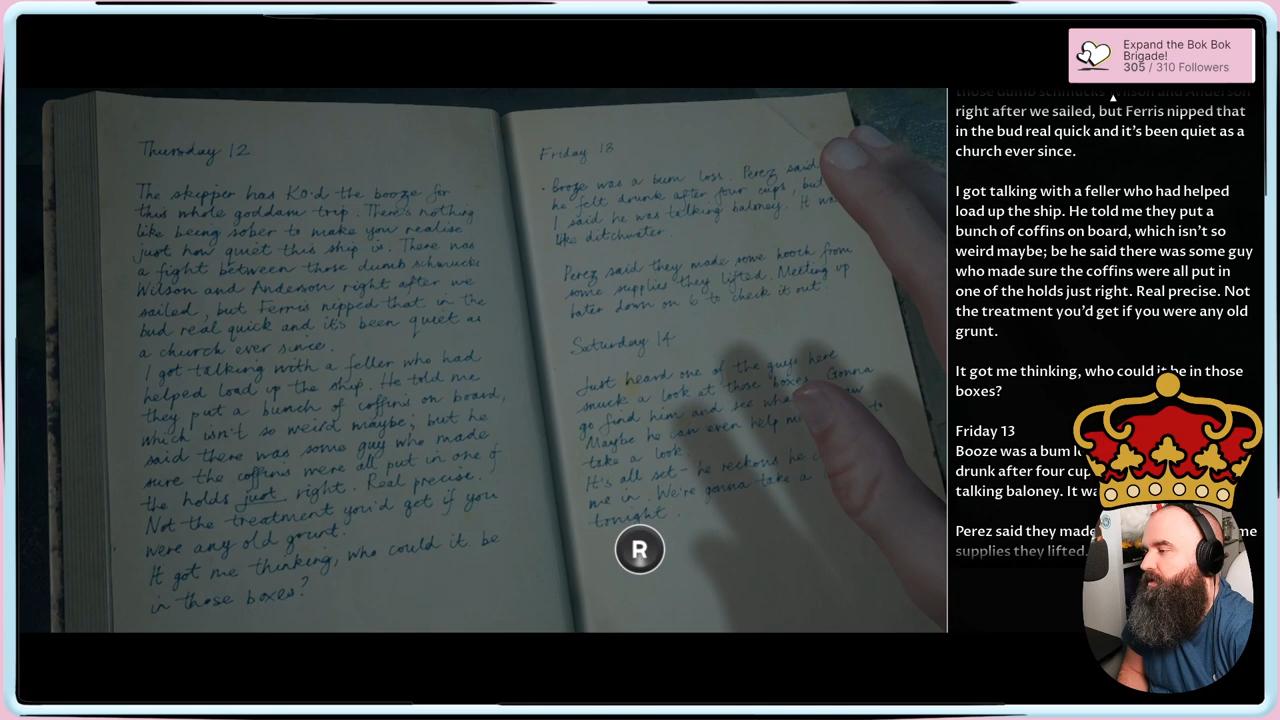 Expand the Bok Bok
Brigade!
305 / 310 Followers
Thursday 12
The skipper has KO'd the booze for
this whole goddam trip. There's nothing
like being sober to make you realise
just how quiet this ship is. There was
a fight between those dumb schmucks
Wilson and Anderson right after we
sailed, but Ferris nipped that in the
bud real quick and it's been quiet as
a church ever since.
I got talking with a feller who had
helped load up the ship. He told me
they put a bunch of coffins on board,
which isn't so weird maybe; but he
said there was some guy who made
sure the coffins were all put in one of
the holds just right. Real precise.
Not the treatment you'd get if you
were any old grunt.
It got me thinking, who could it be
in those boxes?
Friday 13
Booze was a bum loss. Perez said
he felt drunk after four cups, but
I said he was talking baloney. It was
like ditchwater.
Perez said they made some hooch from
some supplies they lifted. Meeting up
later down on 6 to 'check it out'
Saturday 14
Just heard one of the guys here
snuck a look at those boxes. Gonna
go find him and see
Maybe he can even help to
take a look
It's all set - he reckons he
me in. We're gonna take a
tonight.
R
those dumb schmucks Wilson and Anderson
right after we sailed, but Ferris nipped that
in the bud real quick and it's been quiet as a
church ever since.
I got talking with a feller who had helped
load up the ship. He told me they put a
bunch of coffins on board, which isn't so
weird maybe; be he said there was some guy
who made sure the coffins were all put in
one of the holds just right. Real precise. Not
the treatment you'd get if you were any old
grunt.
It got me thinking, who could it be in those
boxes?
Friday 13
Booze was a bum
drunk after four
talking baloney. It
Perez said they made me
supplies they lifted.